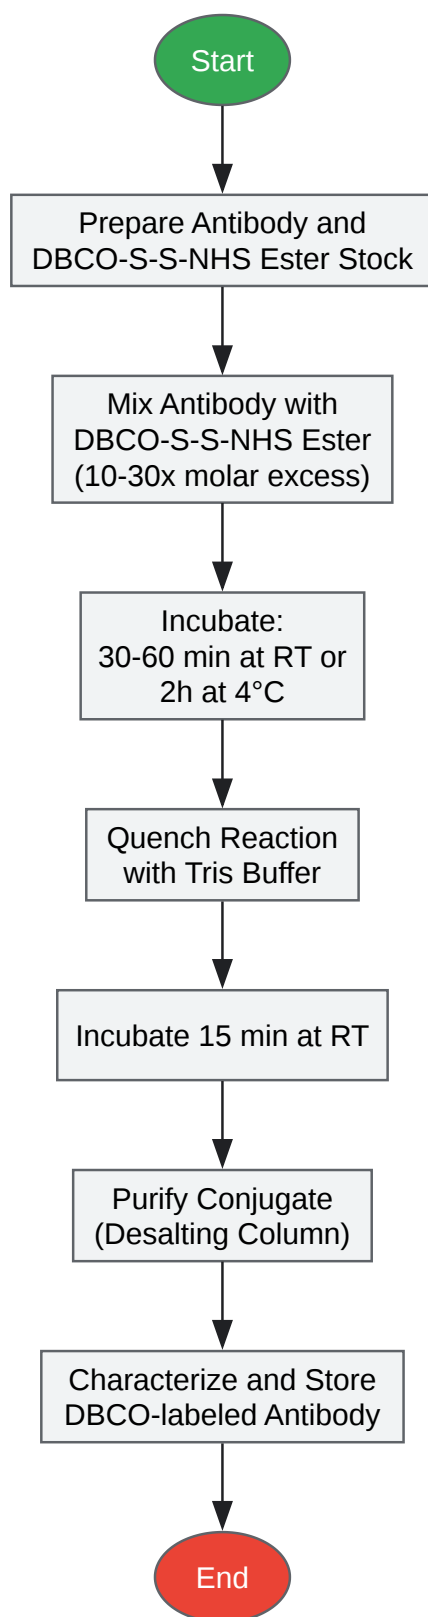 Start
Prepare Antibody and
DBCO-S-S-NHS Ester Stock
Mix Antibody with
DBCO-S-S-NHS Ester
(10-30x molar excess)
Incubate:
30-60 min at RT or
2h at 4°C
Quench Reaction
with Tris Buffer
Incubate 15 min at RT
Purify Conjugate
(Desalting Column)
Characterize and Store
DBCO-labeled Antibody
End